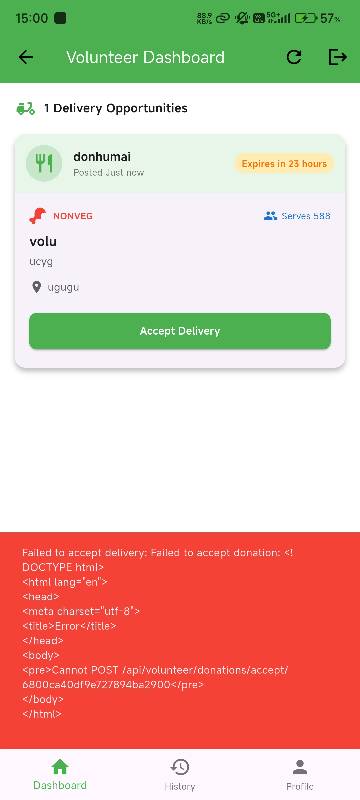 15:00
83.9 KB/S
5G+
57%
Volunteer Dashboard
1 Delivery Opportunities
donhumai
Posted Just now
Expires in 23 hours
NONVEG
Serves 588
volu
ucyg
ugugu
Accept Delivery
Failed to accept delivery: Failed to accept donation: <!
DOCTYPE html>
<html lang="en">
<head>
<meta charset="utf-8">
<title>Error</title>
</head>
<body>
<pre>Cannot POST /api/volunteer/donations/accept/
6800ca40df9e727894ba2900</pre>
</body>
</html>
Dashboard
History
Profile